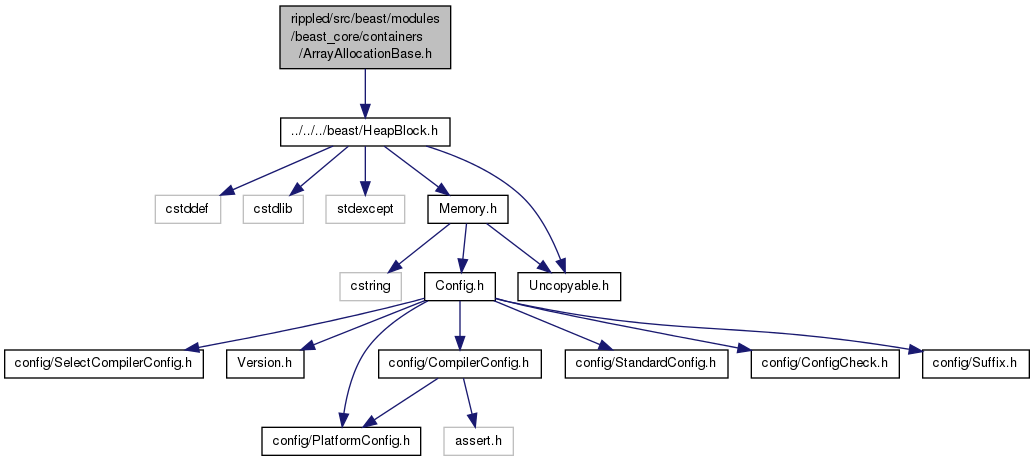 rippled/src/beast/modules
/beast_core/containers
/ArrayAllocationBase.h
../../../beast/HeapBlock.h
cstddef
cstdlib
stdexcept
Memory.h
cstring
Config.h
Uncopyable.h
config/SelectCompilerConfig.h
Version.h
config/CompilerConfig.h
config/StandardConfig.h
config/ConfigCheck.h
config/Suffix.h
config/PlatformConfig.h
assert.h